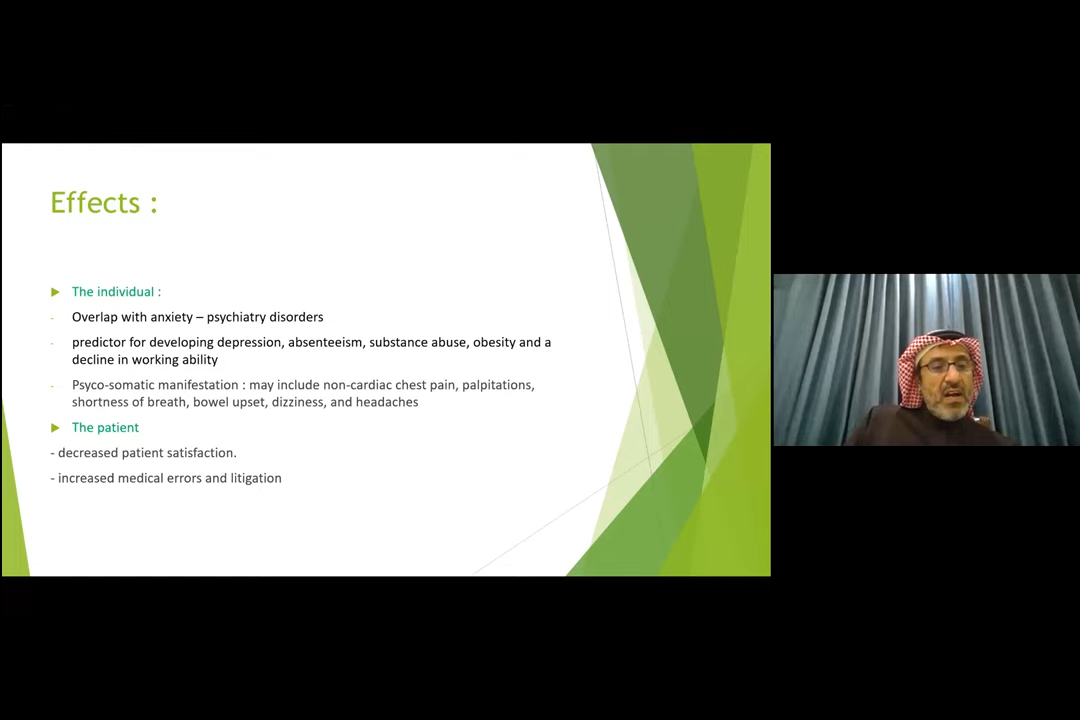 Effects :
The individual :
- Overlap with anxiety – psychiatry disorders
- predictor for developing depression, absenteeism, substance abuse, obesity and a
decline in working ability
- Psyco-somatic manifestation : may include non-cardiac chest pain, palpitations,
shortness of breath, bowel upset, dizziness, and headaches
The patient
- decreased patient satisfaction.
- increased medical errors and litigation